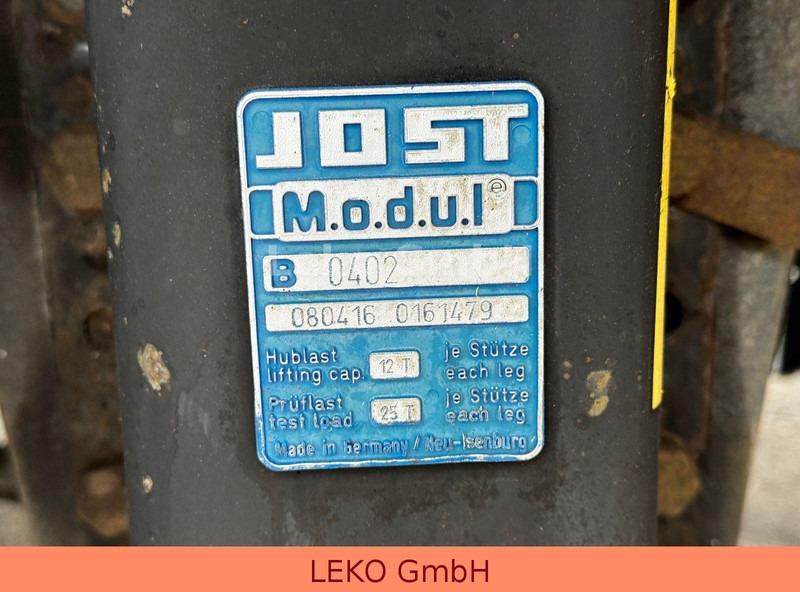 JOST
M.o.d.u.l e
B 0402
080416 0161479
Hublast 12 T je Stütze
lifting cap. each leg
Prüflast 25 T je Stütze
test load each leg
Made in Germany / Neu-Isenburg
LEKO GmbH